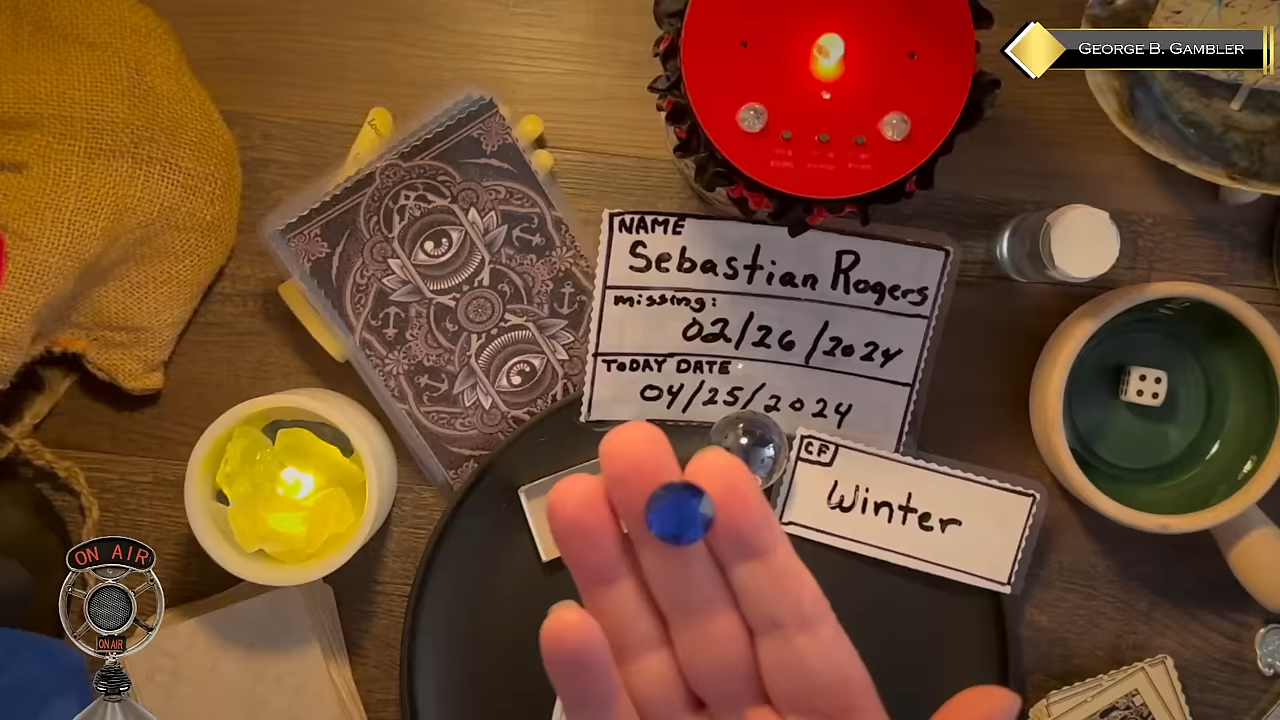 GEORGE B. GAMBLER
NAME
Sebastian Rogers
missing:
02/26/2024
TODAY DATE
04/25/2024
CF
Winter
ON AIR
ON AIR